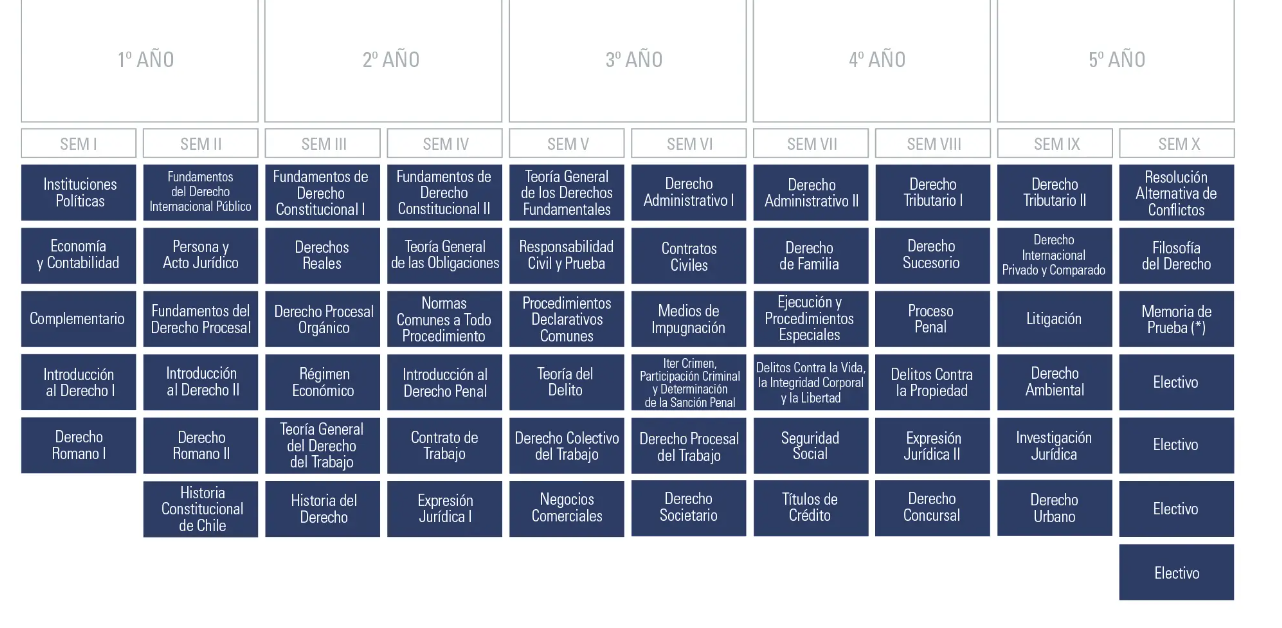 1º AÑO
2º AÑO
3º AÑO
4º AÑO
5º AÑO
SEM I
SEM II
SEM III
SEM IV
SEM V
SEM VI
SEM VII
SEM VIII
SEM IX
SEM X
Instituciones
Políticas
Fundamentos
del Derecho
Internacional Público
Fundamentos de
Derecho
Constitucional I
Fundamentos de
Derecho
Constitucional II
Teoría General
de los Derechos
Fundamentales
Derecho
Administrativo I
Derecho
Administrativo II
Derecho
Tributario I
Derecho
Tributario II
Resolución
Alternativa de
Conflictos
Economía
y Contabilidad
Persona y
Acto Jurídico
Derechos
Reales
Teoría General
de las Obligaciones
Responsabilidad
Civil y Prueba
Contratos
Civiles
Derecho
de Familia
Derecho
Sucesorio
Derecho
Internacional
Privado y Comparado
Filosofía
del Derecho
Complementario
Fundamentos del
Derecho Procesal
Derecho Procesal
Orgánico
Normas
Comunes a Todo
Procedimiento
Procedimientos
Declarativos
Comunes
Medios de
Impugnación
Ejecución y
Procedimientos
Especiales
Proceso
Penal
Litigación
Memoria de
Prueba (*)
Introducción
al Derecho I
Introducción
al Derecho II
Régimen
Económico
Introducción al
Derecho Penal
Teoría del
Delito
Iter Crimen,
Participación Criminal
y Determinación
de la Sanción Penal
Delitos Contra la Vida,
la Integridad Corporal
y la Libertad
Delitos Contra
la Propiedad
Derecho
Ambiental
Electivo
Derecho
Romano I
Derecho
Romano II
Teoría General
del Derecho
del Trabajo
Contrato de
Trabajo
Derecho Colectivo
del Trabajo
Derecho Procesal
del Trabajo
Seguridad
Social
Expresión
Jurídica II
Investigación
Jurídica
Electivo
Historia
Constitucional
de Chile
Historia del
Derecho
Expresión
Jurídica I
Negocios
Comerciales
Derecho
Societario
Títulos de
Crédito
Derecho
Concursal
Derecho
Urbano
Electivo
Electivo